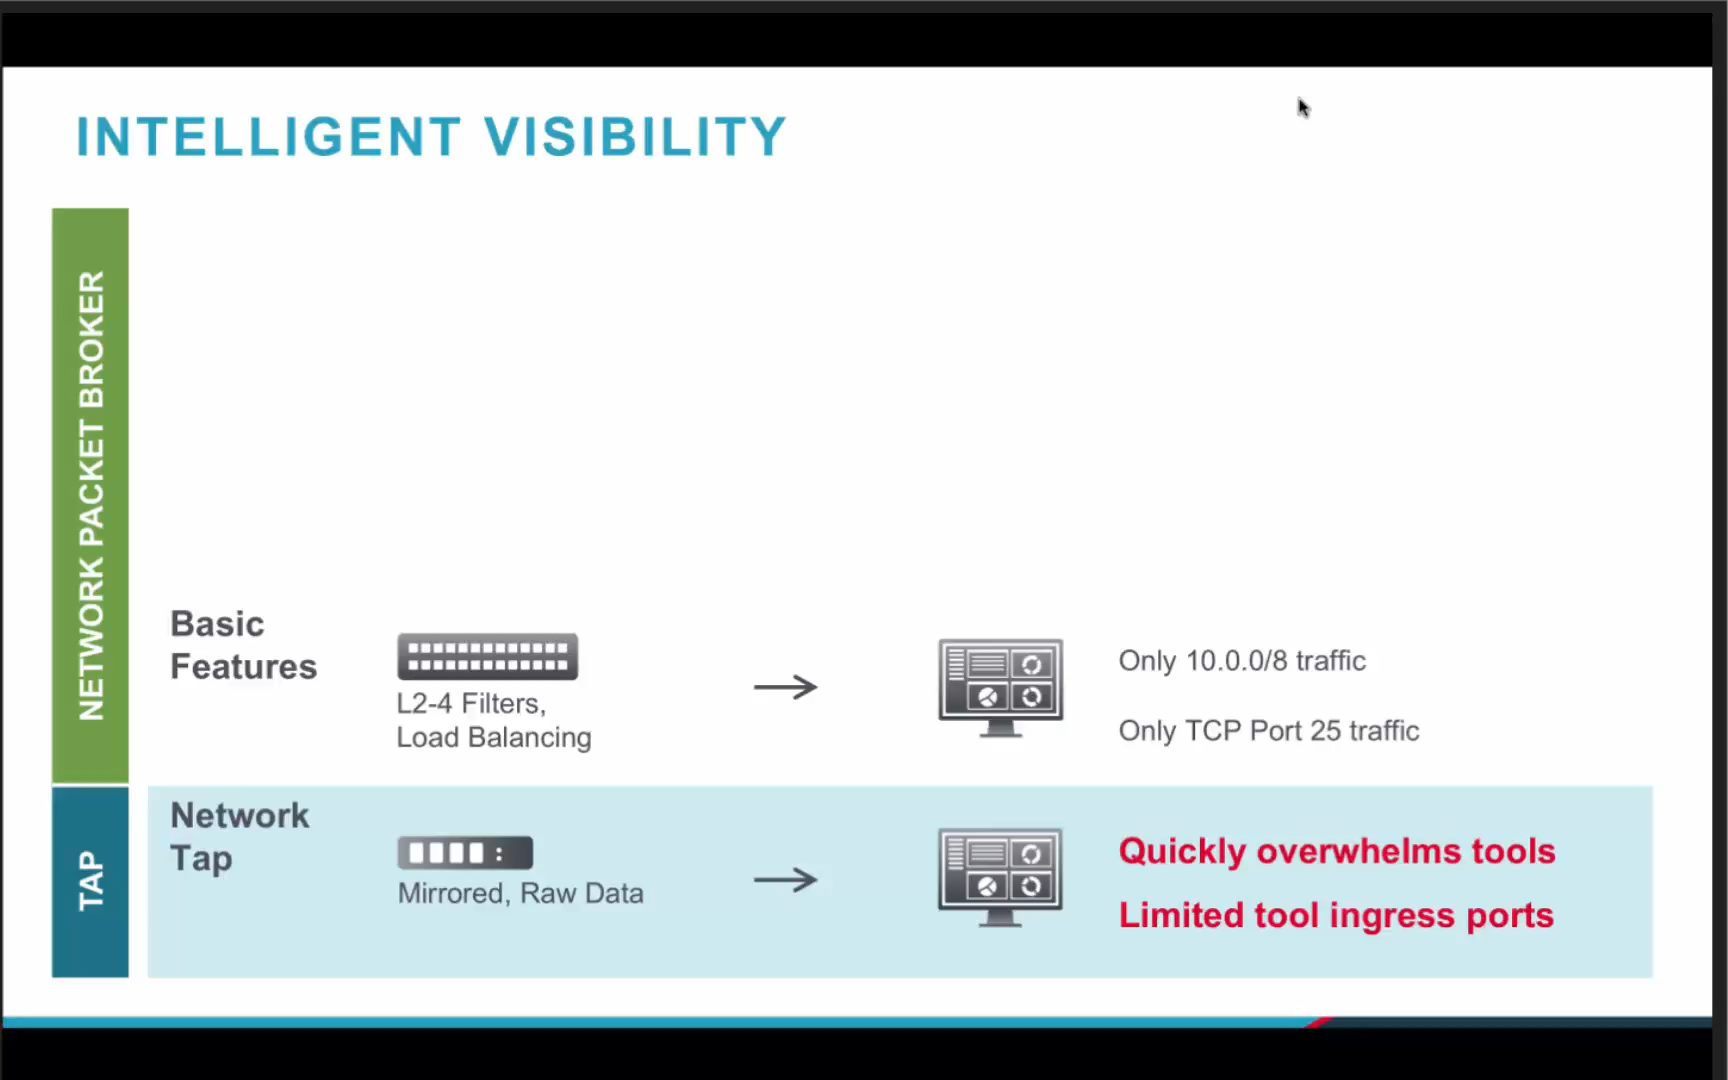 INTELLIGENT VISIBILITY
NETWORK PACKET BROKER
Basic
Features
L2-4 Filters,
Load Balancing
Only 10.0.0/8 traffic
Only TCP Port 25 traffic
TAP
Network
Tap
Mirrored, Raw Data
Quickly overwhelms tools
Limited tool ingress ports